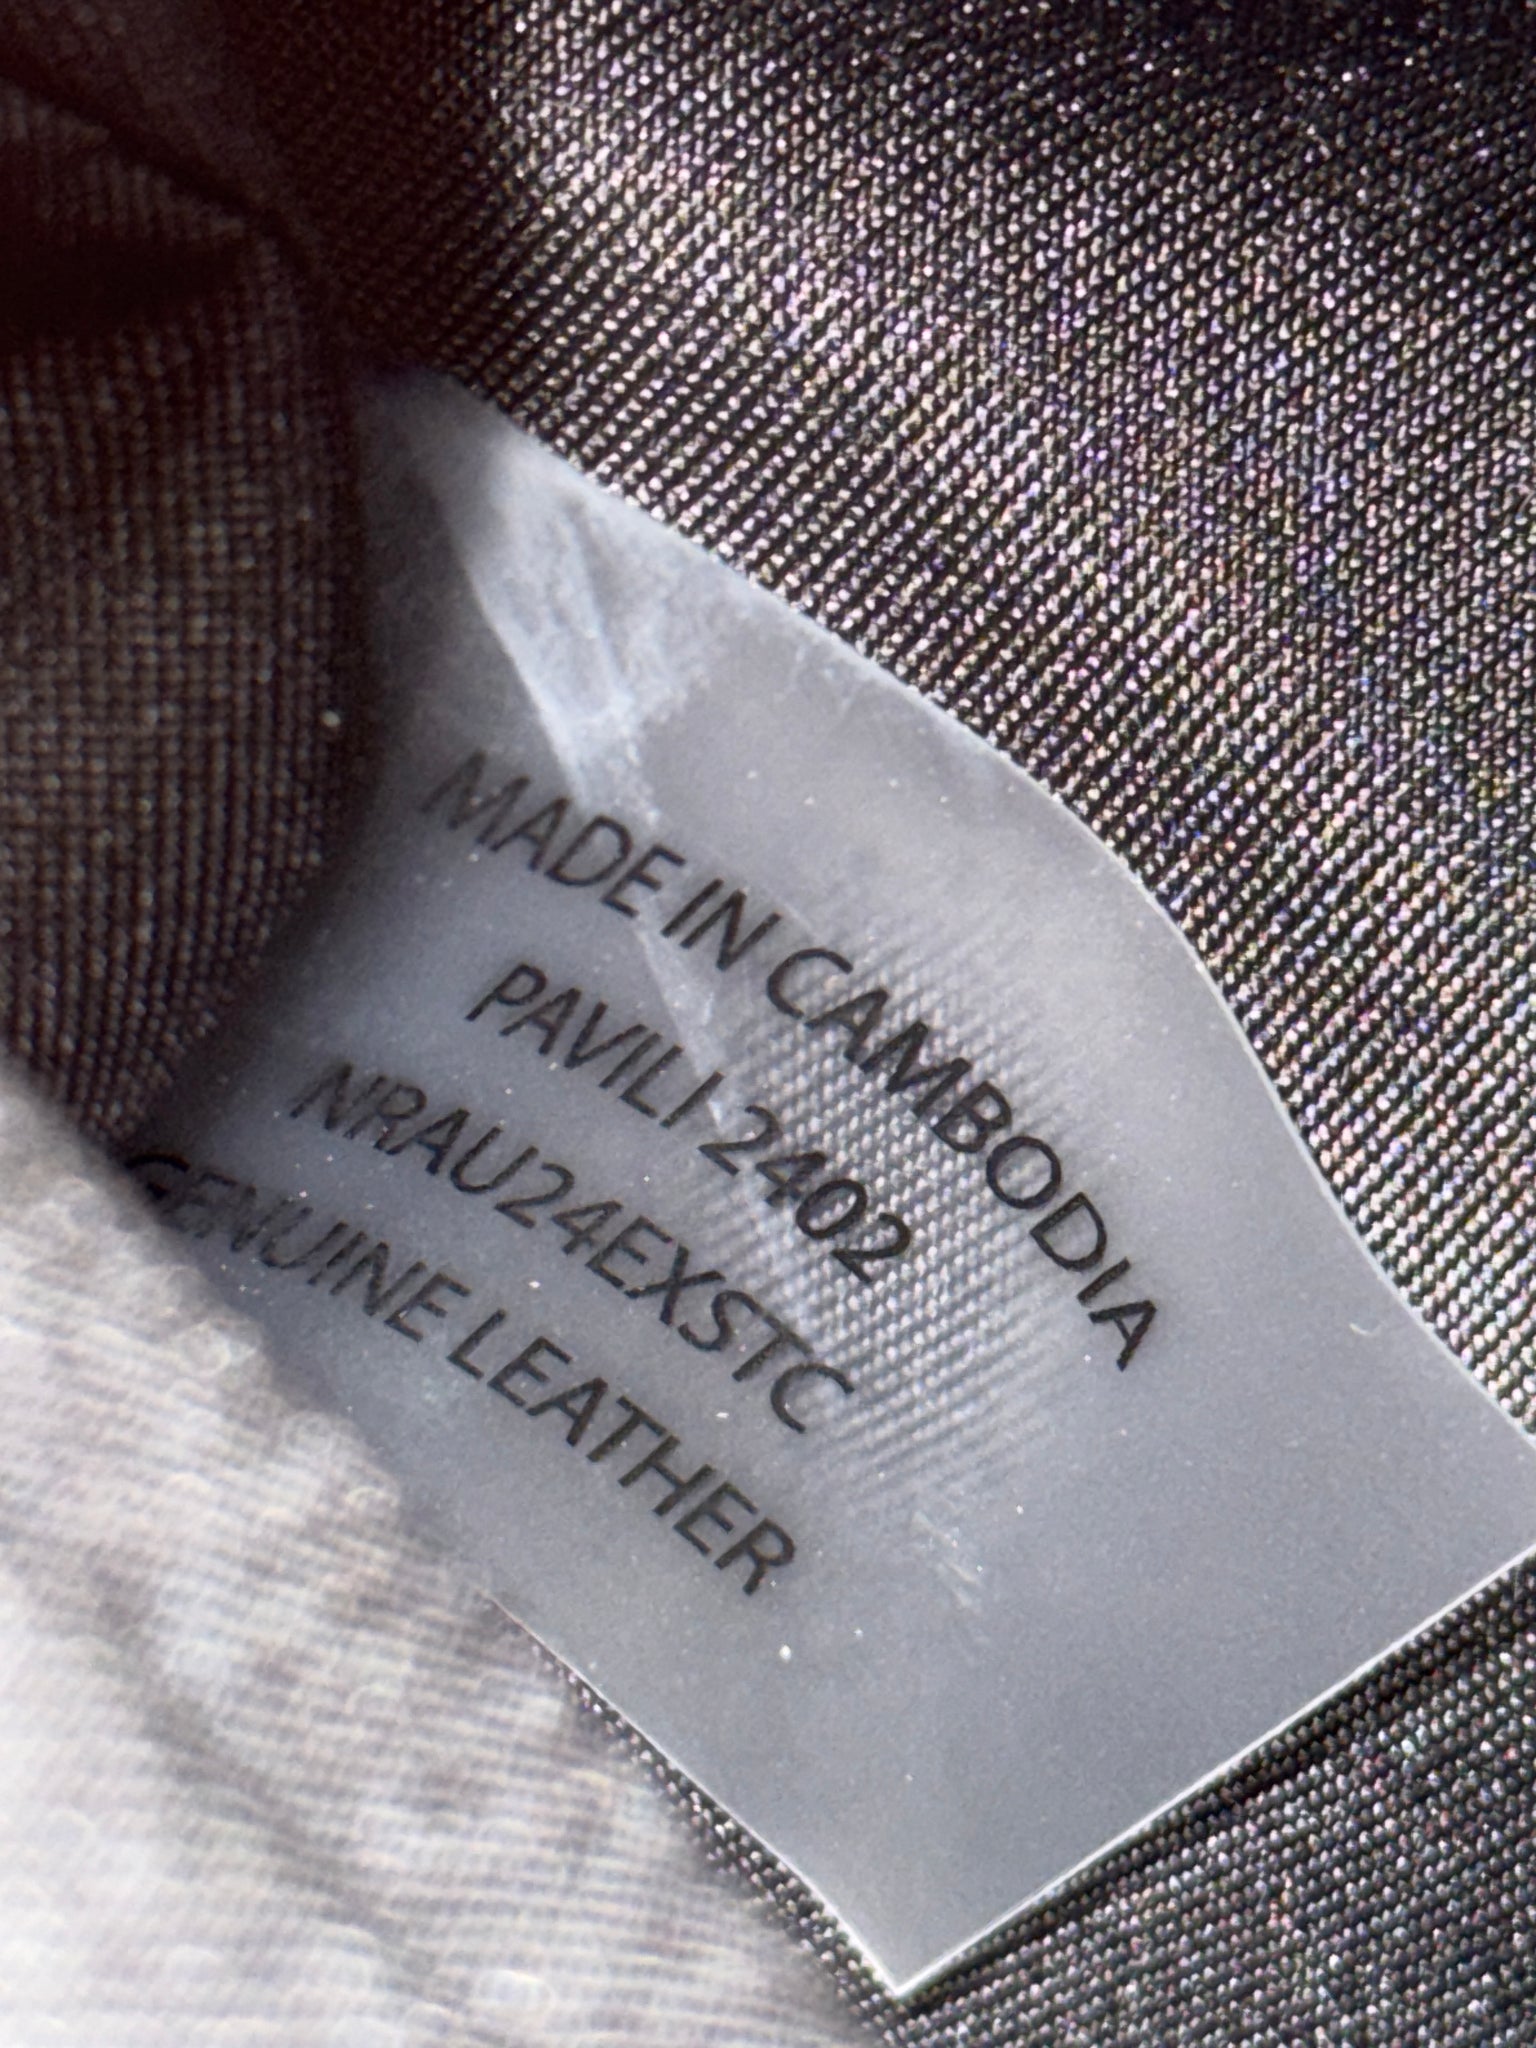 MADE IN CAMBODIA
PAVILI 2402
NRAU24EXSTC
GENUINE LEATHER